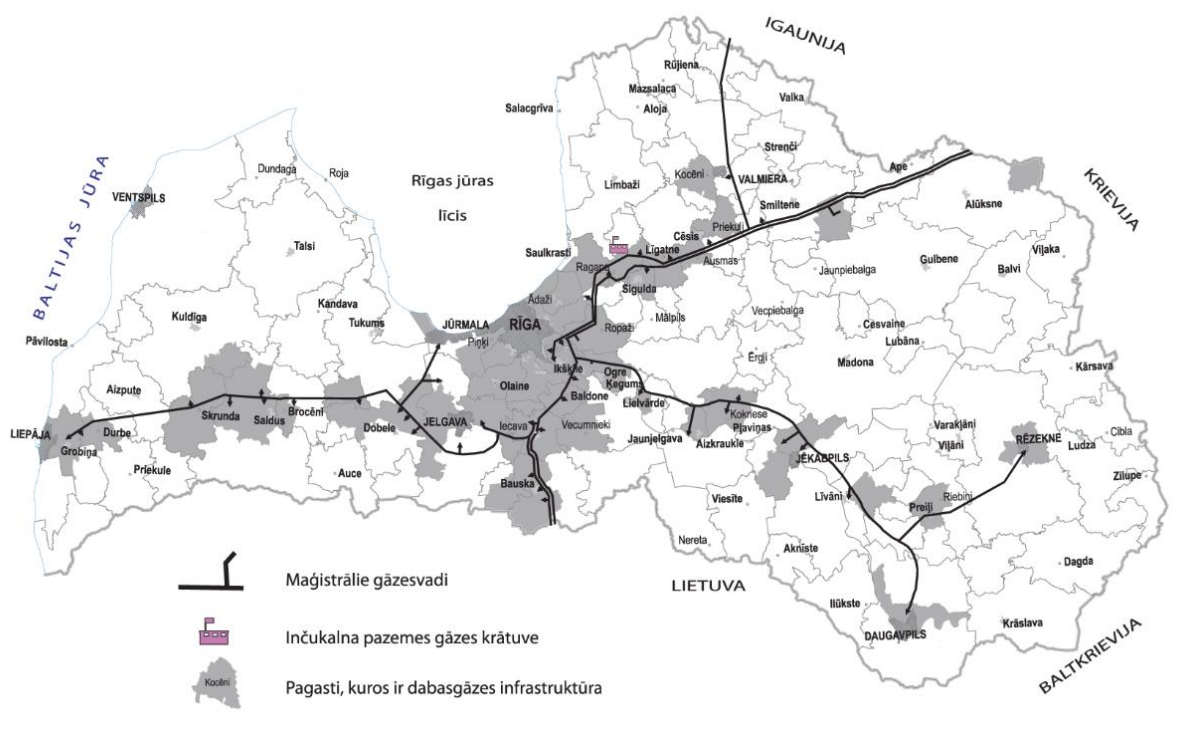 IGAUNIJA
Rūjiena
Mazsalaca
Aloja
Valka
Salacgrīva
Strenči
BALTIJAS JŪRA
Dundaga
Roja
Rīgas jūras
līcis
Ape
KRIEVIJA
Kocēni
VALMIERA
Limbaži
VENTSPILS
Smiltene
Alūksne
Priekuļi
Cēsis
Talsi
Saulkrasti
Līgatne
Ausmas
Viļaka
Gulbene
Balvi
Jaunpiebalga
Sigulda
Ādaži
Kandava
Kuldīga
Tukums
JŪRMALA
RĪGA
Ropaži
Mālpils
Vecpiebalga
Cesvaine
Lubāna
Pāvilosta
Piņķi
Ērgļi
Madona
Kārsava
Ikšķile
Ogre
Ķegums
Olaine
Aizpute
Baldone
Lielvārde
Skrunda
Saldus
Brocēni
Dobele
JELGAVA
Iecava
Vecumnieki
Koknese
Pļaviņas
Jaunjelgava
Aizkraukle
Varakļāni
Viļāni
RĒZEKNE
Ludza
Cibla
LIEPĀJA
Durbe
Grobiņa
Priekule
Auce
Bauska
JĒKABPILS
Zilupe
Viesīte
Līvāni
Preiļi
Riebiņi
Nereta
Aknīste
Dagda
LIETUVA
Ilūkste
DAUGAVPILS
Krāslava
BALTKRIEVIJA
Maģistrālie gāzesvadi
Inčukalna pazemes gāzes krātuve
Kocēni
Pagasti, kuros ir dabasgāzes infrastruktūra